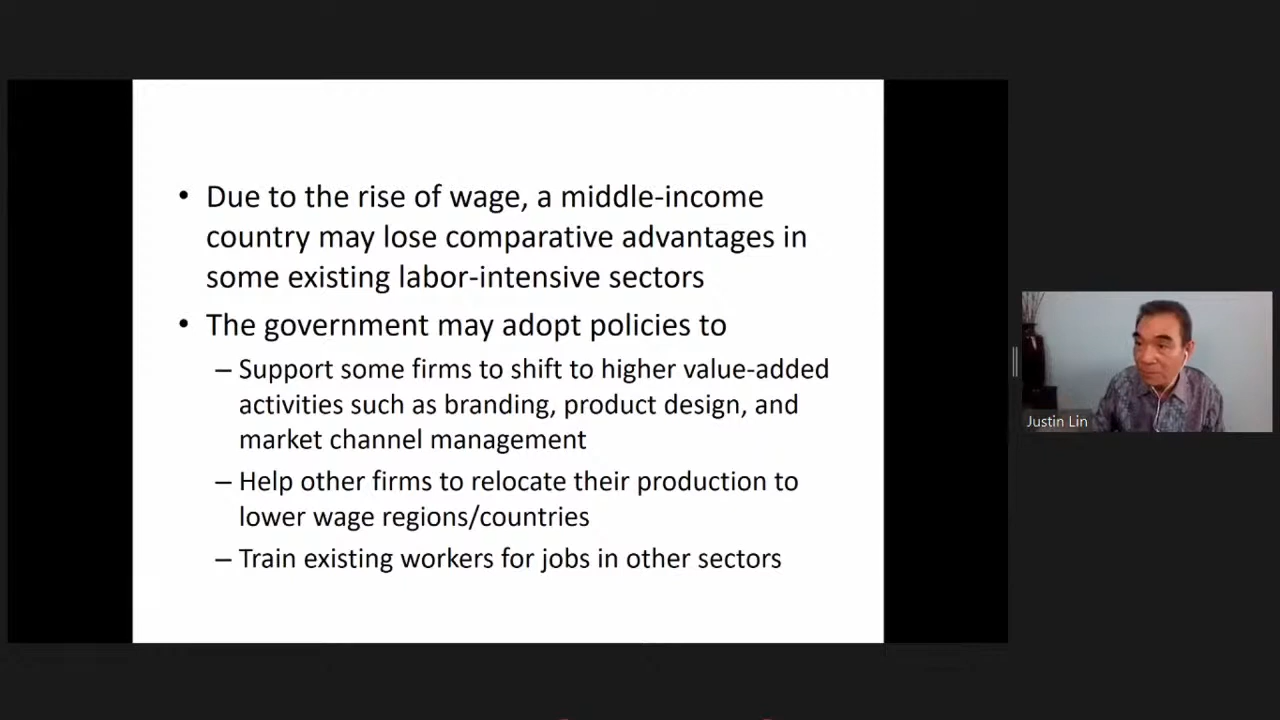 • Due to the rise of wage, a middle-income
country may lose comparative advantages in
some existing labor-intensive sectors
• The government may adopt policies to
– Support some firms to shift to higher value-added
activities such as branding, product design, and
market channel management
– Help other firms to relocate their production to
lower wage regions/countries
– Train existing workers for jobs in other sectors
Justin Lin